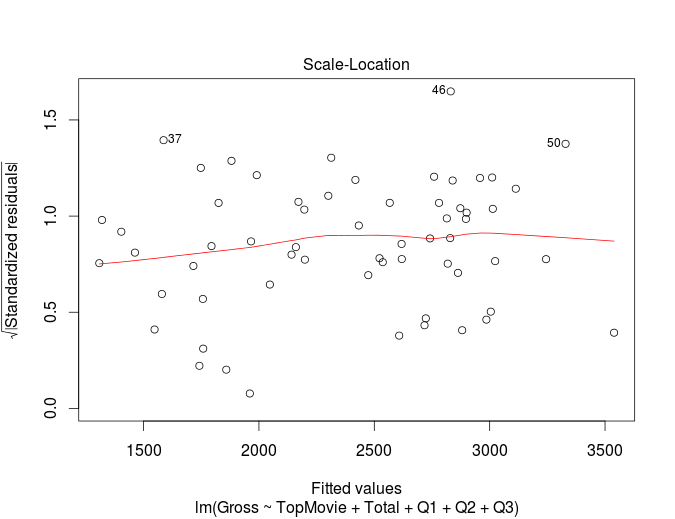 Scale-Location
46
37
50
√|Standardized residuals|
0.0 0.5 1.0 1.5
1500 2000 2500 3000 3500
Fitted values
lm(Gross ~ TopMovie + Total + Q1 + Q2 + Q3)